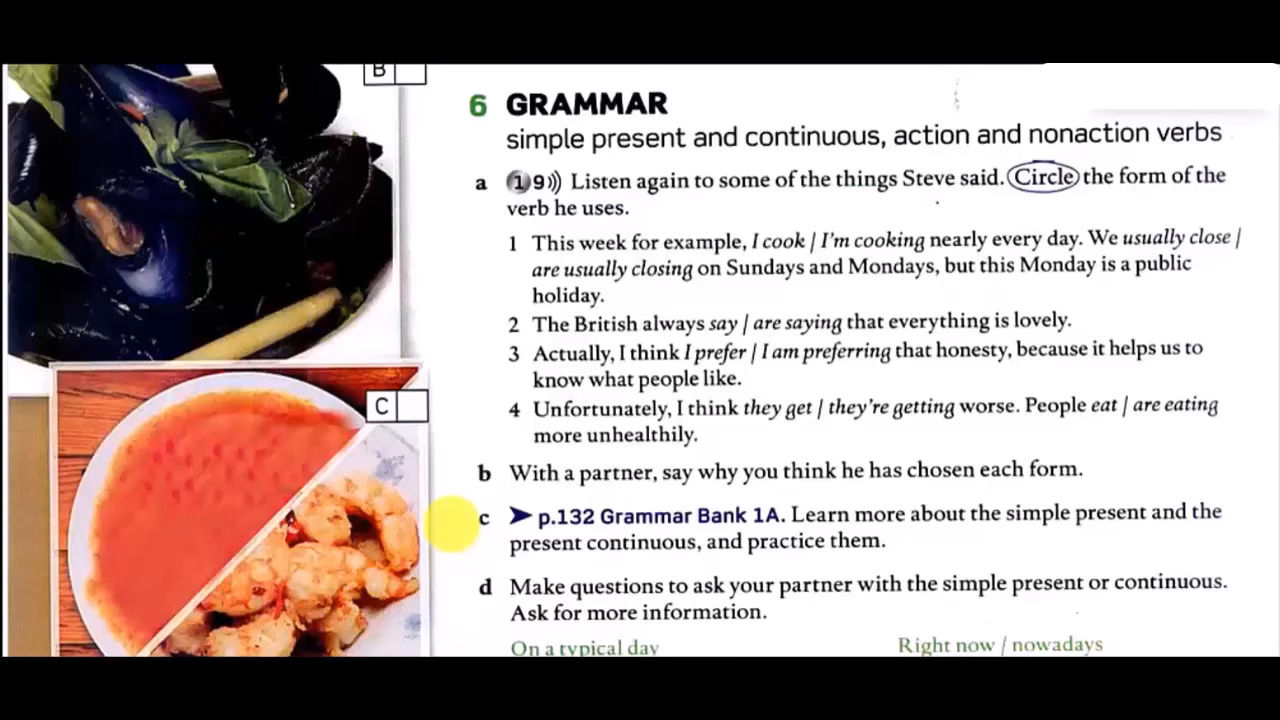 B
6 GRAMMAR
simple present and continuous, action and nonaction verbs
a 1 9))) Listen again to some of the things Steve said. Circle the form of the
verb he uses.
1 This week for example, I cook / I'm cooking nearly every day. We usually close /
are usually closing on Sundays and Mondays, but this Monday is a public
holiday.
2 The British always say / are saying that everything is lovely.
3 Actually, I think I prefer / I am preferring that honesty, because it helps us to
know what people like.
C
4 Unfortunately, I think they get / they're getting worse. People eat / are eating
more unhealthily.
b With a partner, say why you think he has chosen each form.
c ➤ p.132 Grammar Bank 1A. Learn more about the simple present and the
present continuous, and practice them.
d Make questions to ask your partner with the simple present or continuous.
Ask for more information.
On a typical day Right now / nowadays